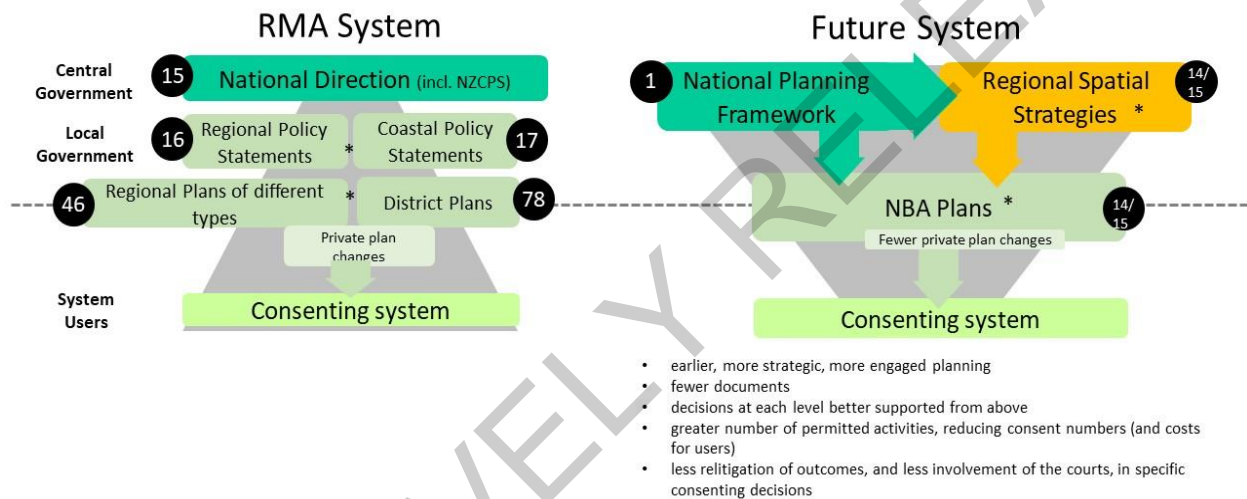 RMA System
Central
Government
15
National Direction (incl. NZCPS)
Local
Government
16
Regional Policy
Statements
*
Coastal Policy
Statements
17
46
Regional Plans of different
types
*
District Plans
78
Private plan
changes
System
Users
Consenting system
Future System
1
National Planning
Framework
Regional Spatial
Strategies *
14/
15
NBA Plans *
14/
15
Fewer private plan changes
Consenting system
• earlier, more strategic, more engaged planning
• fewer documents
• decisions at each level better supported from above
• greater number of permitted activities, reducing consent numbers (and costs
for users)
• less relitigation of outcomes, and less involvement of the courts, in specific
consenting decisions
VELY RELEA